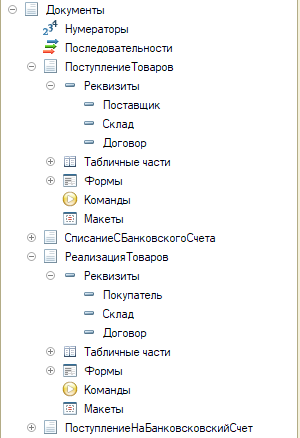 Документы
Нумераторы
Последовательности
ПоступлениеТоваров
Реквизиты
Поставщик
Склад
Договор
Табличные части
Формы
Команды
Макеты
СписаниеСБанковскогоСчета
РеализацияТоваров
Реквизиты
Покупатель
Склад
Договор
Табличные части
Формы
Команды
Макеты
ПоступлениеНаБанковсковскийСчет